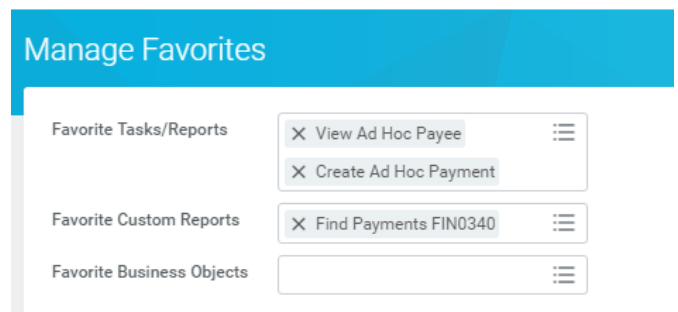 Manage Favorites
Favorite Tasks/Reports
View Ad Hoc Payee
Create Ad Hoc Payment
Favorite Custom Reports
Find Payments FIN0340
Favorite Business Objects